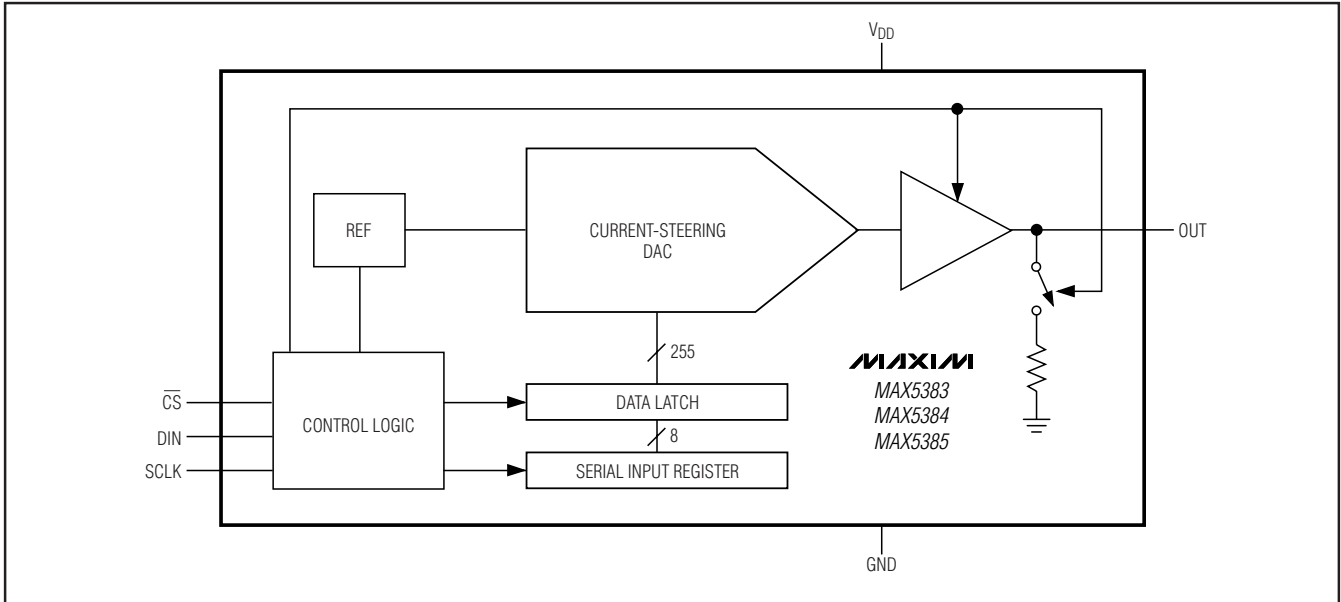 VDD
REF
CURRENT-STEERING
DAC
OUT
255
MAXIM
MAX5383
MAX5384
MAX5385
CS
DIN
SCLK
CONTROL LOGIC
DATA LATCH
8
SERIAL INPUT REGISTER
GND